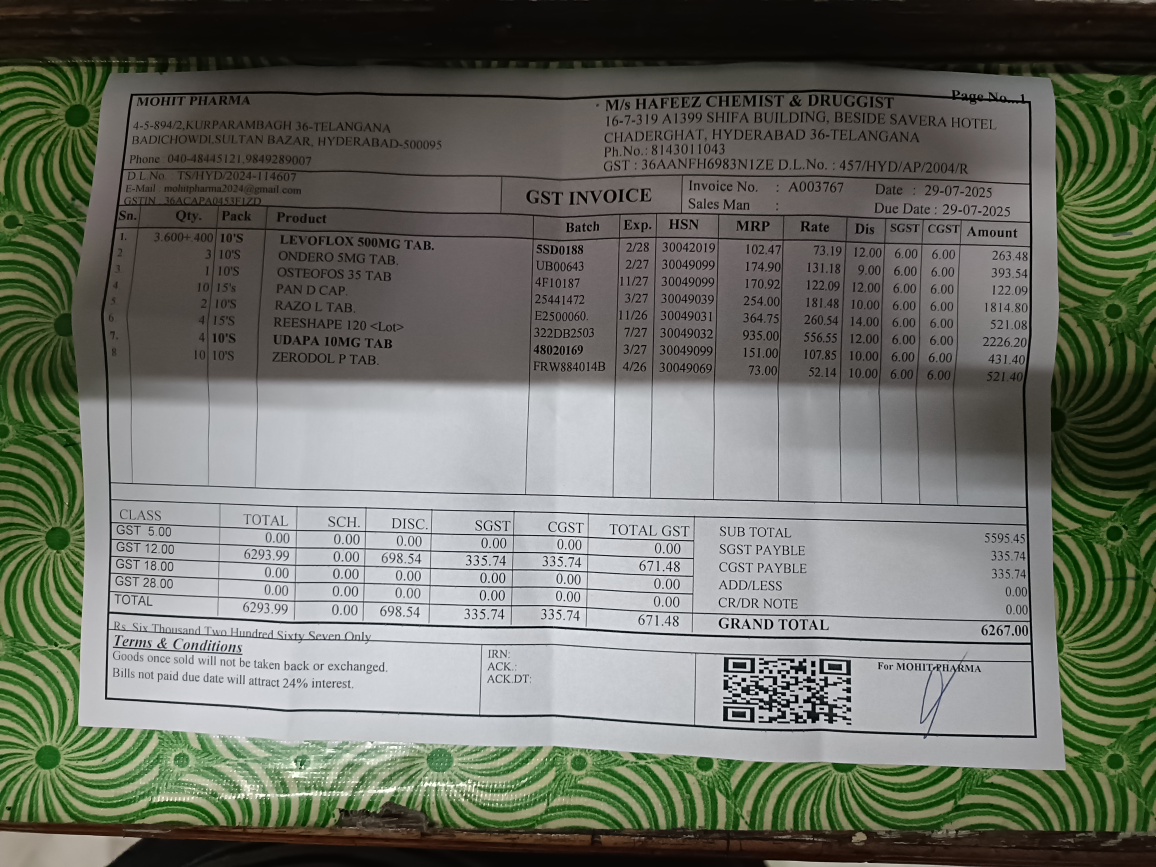 Page No...1
MOHIT PHARMA
4-5-894/2,KURPARAMBAGH 36-TELANGANA
BADICHOWDI,SULTAN BAZAR, HYDERABAD-500095
Phone : 040-48445121,9849289007
D.L.No. TS/HYD/2024-114607
E-Mail : mohitpharma2024@gmail.com
GSTIN : 36ACAPA0453F1ZD
M/s HAFEEZ CHEMIST & DRUGGIST
16-7-319 A1399 SHIFA BUILDING, BESIDE SAVERA HOTEL
CHADERGHAT, HYDERABAD 36-TELANGANA
Ph.No.: 8143011043
GST : 36AANFH6983N1ZE D.L.No. : 457/HYD/AP/2004/R
GST INVOICE
Invoice No. : A003767 Date : 29-07-2025
Sales Man : Due Date : 29-07-2025
Sn. Qty. Pack Product Batch Exp. HSN MRP Rate Dis SGST CGST Amount
1. 3.600+.400 10'S LEVOFLOX 500MG TAB. 5SD0188 2/28 30042019 102.47 73.19 12.00 6.00 6.00 263.48
2 3 10'S ONDERO 5MG TAB. UB00643 2/27 30049099 174.90 131.18 9.00 6.00 6.00 393.54
3 1 10'S OSTEOFOS 35 TAB 4F10187 11/27 30049099 170.92 122.09 12.00 6.00 6.00 122.09
4 10 15's PAN D CAP. 25441472 3/27 30049039 254.00 181.48 10.00 6.00 6.00 1814.80
5. 2 10'S RAZO L TAB. E2500060. 11/26 30049031 364.75 260.54 14.00 6.00 6.00 521.08
6. 4 15'S REESHAPE 120 <Lot> 322DB2503 7/27 30049032 935.00 556.55 12.00 6.00 6.00 2226.20
7. 4 10'S UDAPA 10MG TAB 48020169 3/27 30049099 151.00 107.85 10.00 6.00 6.00 431.40
8 10 10'S ZERODOL P TAB. FRW884014B 4/26 30049069 73.00 52.14 10.00 6.00 6.00 521.40
CLASS TOTAL SCH. DISC. SGST CGST TOTAL GST
GST 5.00 0.00 0.00 0.00 0.00 0.00 0.00
GST 12.00 6293.99 0.00 698.54 335.74 335.74 671.48
GST 18.00 0.00 0.00 0.00 0.00 0.00 0.00
GST 28.00 0.00 0.00 0.00 0.00 0.00 0.00
TOTAL 6293.99 0.00 698.54 335.74 335.74 671.48
SUB TOTAL 5595.45
SGST PAYBLE 335.74
CGST PAYBLE 335.74
ADD/LESS 0.00
CR/DR NOTE 0.00
GRAND TOTAL 6267.00
Rs. Six Thousand Two Hundred Sixty Seven Only
Terms & Conditions
Goods once sold will not be taken back or exchanged.
Bills not paid due date will attract 24% interest.
IRN:
ACK.:
ACK.DT:
For MOHIT PHARMA